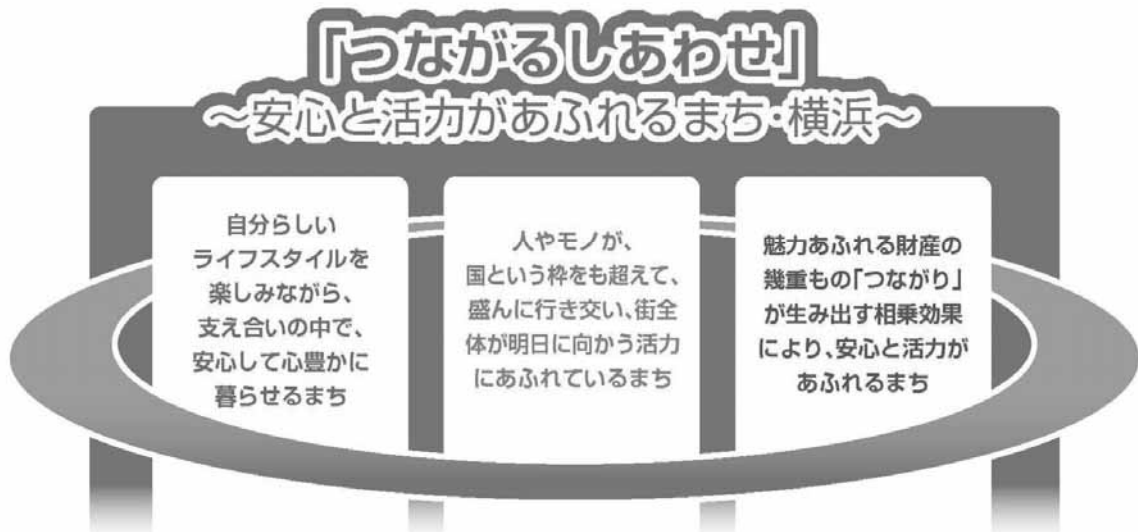 「つながるしあわせ」
～安心と活力があふれるまち・横浜～
自分らしい
ライフスタイルを
楽しみながら、
支え合いの中で、
安心して心豊かに
暮らせるまち
人やモノが、
国という枠をも超えて、
盛んに行き交い、街全
体が明日に向かう活力
にあふれているまち
魅力あふれる財産の
幾重もの「つながり」
が生み出す相乗効果
により、安心と活力が
あふれるまち